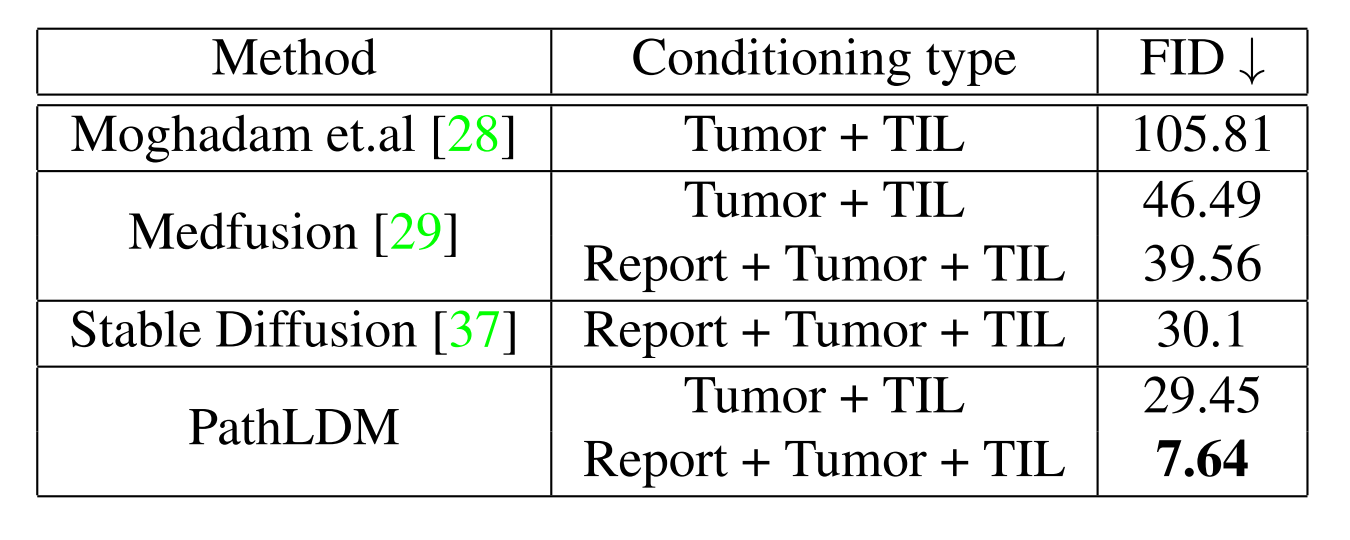 Method Conditioning type FID ↓
Moghadam et.al [28] Tumor + TIL 105.81
Medfusion [29] Tumor + TIL 46.49
Report + Tumor + TIL 39.56
Stable Diffusion [37] Report + Tumor + TIL 30.1
PathLDM Tumor + TIL 29.45
Report + Tumor + TIL 7.64